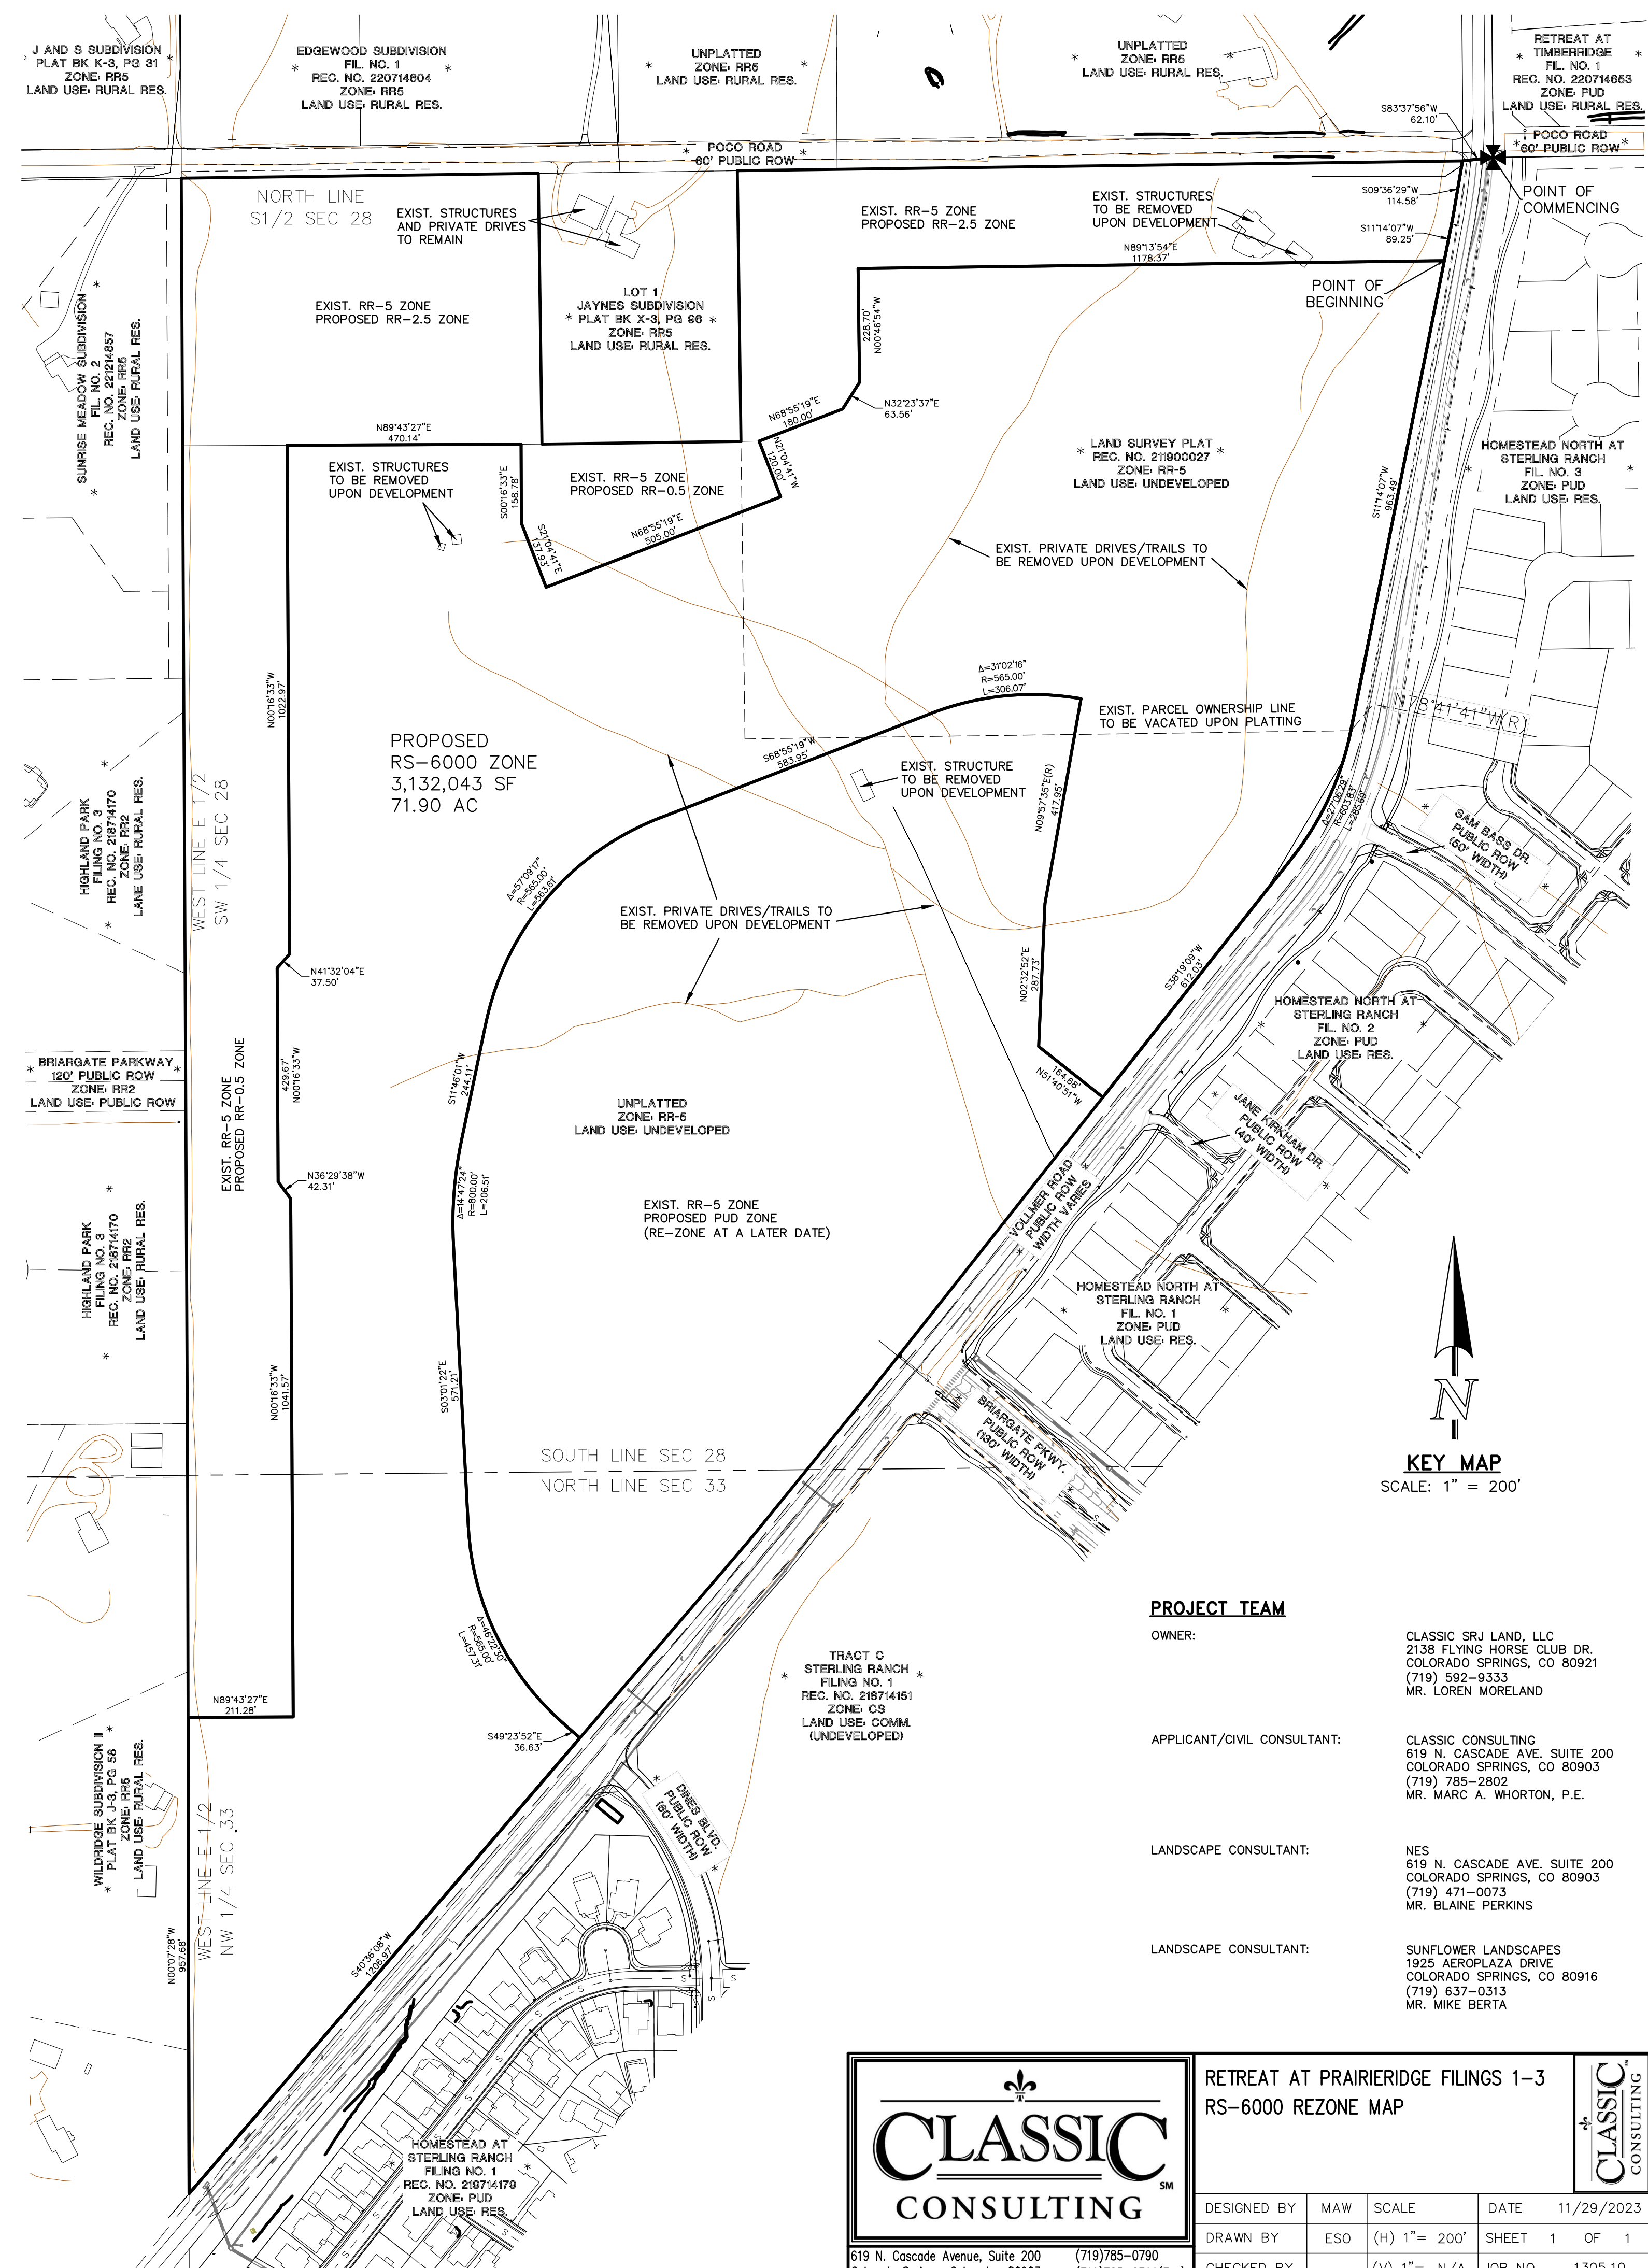 J AND S SUBDIVISION
* PLAT BK K-3, PG 31 *
ZONE: RR5
LAND USE: RURAL RES.
EDGEWOOD SUBDIVISION
* FIL. NO. 1 *
REC. NO. 220714604
ZONE: RR5
LAND USE: RURAL RES.
UNPLATTED
* ZONE: RR5 *
LAND USE: RURAL RES.
UNPLATTED
* ZONE: RR5 *
LAND USE: RURAL RES.
RETREAT AT
* TIMBERRIDGE *
FIL. NO. 1
REC. NO. 220714653
ZONE: PUD
LAND USE: RURAL RES.
S83°37'56"W
62.10'
* POCO ROAD *
60' PUBLIC ROW
POCO ROAD
* 60' PUBLIC ROW *
POINT OF
COMMENCING
S09°36'29"W
114.58'
S11°14'07"W
89.25'
NORTH LINE
S1/2 SEC 28
EXIST. STRUCTURES
AND PRIVATE DRIVES
TO REMAIN
EXIST. RR-5 ZONE
PROPOSED RR-2.5 ZONE
EXIST. STRUCTURES
TO BE REMOVED
UPON DEVELOPMENT
N89°13'54"E
1178.37'
POINT OF
BEGINNING
EXIST. RR-5 ZONE
PROPOSED RR-2.5 ZONE
LOT 1
JAYNES SUBDIVISION
* PLAT BK X-3, PG 96 *
ZONE: RR5
LAND USE: RURAL RES.
228.70'
N00°46'54"W
N32°23'37"E
63.56'
N68°55'19"E
180.00'
N21°04'41"W
120.00'
* SUNRISE MEADOW SUBDIVISION *
FIL. NO. 2
REC. NO. 221214857
ZONE: RR5
LAND USE: RURAL RES.
N89°43'27"E
470.14'
EXIST. STRUCTURES
TO BE REMOVED
UPON DEVELOPMENT
S00°16'33"E
158.78'
EXIST. RR-5 ZONE
PROPOSED RR-0.5 ZONE
S21°04'41"E
137.93'
N68°55'19"E
505.00'
LAND SURVEY PLAT
* REC. NO. 211900027 *
ZONE: RR-5
LAND USE: UNDEVELOPED
S11°14'07"W
963.49'
HOMESTEAD NORTH AT
* STERLING RANCH *
FIL. NO. 3
ZONE: PUD
LAND USE: RES.
EXIST. PRIVATE DRIVES/TRAILS TO
BE REMOVED UPON DEVELOPMENT
N00°16'33"W
1022.97'
Δ=31°02'16"
R=565.00'
L=306.07'
EXIST. PARCEL OWNERSHIP LINE
TO BE VACATED UPON PLATTING
N78°41'41"W(R)
PROPOSED
RS-6000 ZONE
3,132,043 SF
71.90 AC
S68°55'19"W
583.95'
EXIST. STRUCTURE
TO BE REMOVED
UPON DEVELOPMENT
N09°57'35"E(R)
417.95'
Δ=27°06'29"
R=603.83'
L=285.69'
* SAM BASS DR.
PUBLIC ROW
(50' WIDTH) *
* HIGHLAND PARK *
FILING NO. 3
REC. NO. 218714170
ZONE: RR2
LANE USE: RURAL RES.
WEST LINE E 1/2
SW 1/4 SEC 28
Δ=57°09'17"
R=565.00'
L=563.61'
EXIST. PRIVATE DRIVES/TRAILS TO
BE REMOVED UPON DEVELOPMENT
N41°32'04"E
37.50'
N02°32'52"E
287.73'
S38°19'09"W
612.03'
HOMESTEAD NORTH AT
* STERLING RANCH *
FIL. NO. 2
ZONE: PUD
LAND USE: RES.
* BRIARGATE PARKWAY *
120' PUBLIC ROW
ZONE: RR2
LAND USE: PUBLIC ROW
EXIST. RR-5 ZONE
PROPOSED RR-0.5 ZONE
429.67'
N00°16'33"W
S11°46'01"W
244.11'
164.68'
N51°40'51"W
* JANE KIRKHAM DR.
PUBLIC ROW
(40' WIDTH) *
UNPLATTED
ZONE: RR-5
LAND USE: UNDEVELOPED
N36°29'38"W
42.31'
Δ=14°47'24"
R=800.00'
L=206.51'
EXIST. RR-5 ZONE
PROPOSED PUD ZONE
(RE-ZONE AT A LATER DATE)
* VOLLMER ROAD *
PUBLIC ROW
WIDTH VARIES
* HIGHLAND PARK *
FILING NO. 3
REC. NO. 218714170
ZONE: RR2
LAND USE: RURAL RES.
HOMESTEAD NORTH AT
* STERLING RANCH *
FIL. NO. 1
ZONE: PUD
LAND USE: RES.
N00°16'33"W
1041.57'
S03°01'22"E
571.21'
* BRIARGATE PKWY.
PUBLIC ROW
(130' WIDTH) *
N
KEY MAP
SCALE: 1" = 200'
SOUTH LINE SEC 28
NORTH LINE SEC 33
Δ=46°22'30"
R=565.00'
L=457.31'
TRACT C
* STERLING RANCH *
FILING NO. 1
REC. NO. 218714151
ZONE: CS
LAND USE: COMM.
(UNDEVELOPED)
N89°43'27"E
211.28'
S49°23'52"E
36.63'
WILDRIDGE SUBDIVISION II
* PLAT BK J-3, PG 58 *
ZONE: RR5
LAND USE: RURAL RES.
WEST LINE E 1/2
NW 1/4 SEC 33
N00°07'28"W
957.68'
S40°36'08"W
1206.97'
* DINES BLVD.
PUBLIC ROW
(60' WIDTH) *
HOMESTEAD AT
* STERLING RANCH *
FILING NO. 1
REC. NO. 219714179
ZONE: PUD
LAND USE: RES.
PROJECT TEAM
OWNER:
CLASSIC SRJ LAND, LLC
2138 FLYING HORSE CLUB DR.
COLORADO SPRINGS, CO 80921
(719) 592-9333
MR. LOREN MORELAND
APPLICANT/CIVIL CONSULTANT:
CLASSIC CONSULTING
619 N. CASCADE AVE. SUITE 200
COLORADO SPRINGS, CO 80903
(719) 785-2802
MR. MARC A. WHORTON, P.E.
LANDSCAPE CONSULTANT:
NES
619 N. CASCADE AVE. SUITE 200
COLORADO SPRINGS, CO 80903
(719) 471-0073
MR. BLAINE PERKINS
LANDSCAPE CONSULTANT:
SUNFLOWER LANDSCAPES
1925 AEROPLAZA DRIVE
COLORADO SPRINGS, CO 80916
(719) 637-0313
MR. MIKE BERTA
CLASSIC
SM
CONSULTING
619 N. Cascade Avenue, Suite 200 (719)785-0790
RETREAT AT PRAIRIERIDGE FILINGS 1-3
RS-6000 REZONE MAP
CLASSIC
CONSULTING
DESIGNED BY MAW SCALE DATE 11/29/2023
DRAWN BY ESO (H) 1"= 200' SHEET 1 OF 1
CHECKED BY (V) 1"= N/A JOB NO. 1305.10